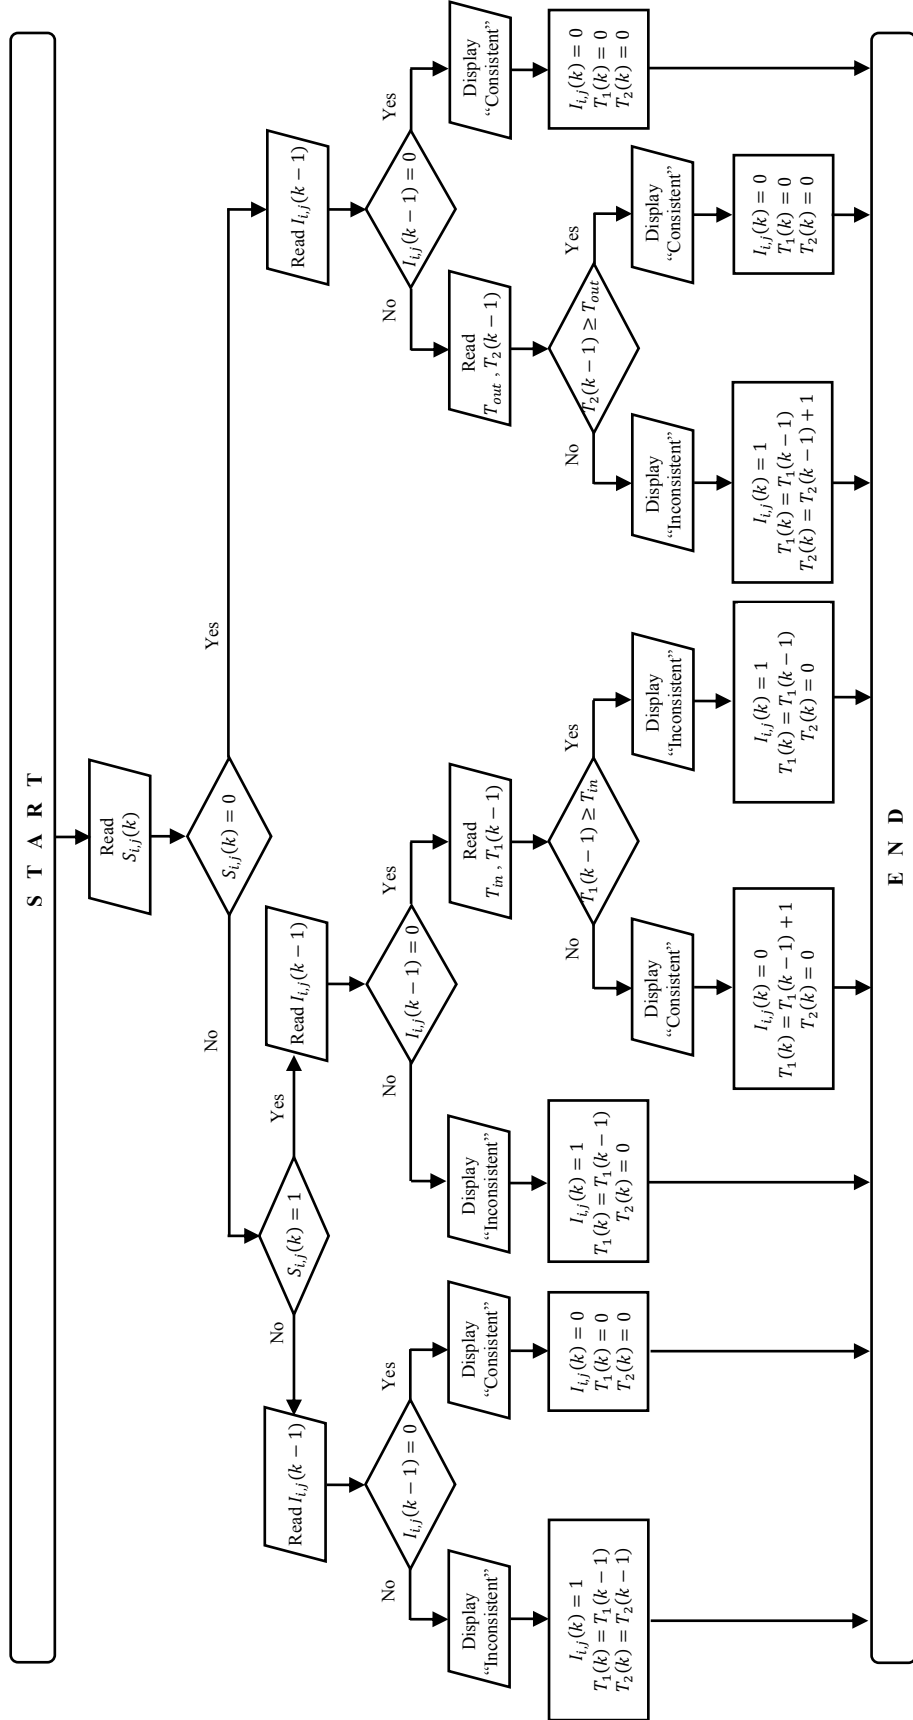 S T A R T
Read
S_{i,j}(k)
S_{i,j}(k) = 0
No
Yes
S_{i,j}(k) = 1
No
Yes
Read I_{i,j}(k − 1)
Read I_{i,j}(k − 1)
Read I_{i,j}(k − 1)
I_{i,j}(k − 1) = 0
No
Yes
I_{i,j}(k − 1) = 0
No
Yes
I_{i,j}(k − 1) = 0
No
Yes
Display
“Inconsistent”
Display
“Consistent”
Display
“Inconsistent”
Read
T_{in} , T_1(k − 1)
Read
T_{out} , T_2(k − 1)
Display
“Consistent”
I_{i,j}(k) = 1
T_1(k) = T_1(k − 1)
T_2(k) = T_2(k − 1)
I_{i,j}(k) = 0
T_1(k) = 0
T_2(k) = 0
I_{i,j}(k) = 1
T_1(k) = T_1(k − 1)
T_2(k) = 0
T_1(k − 1) ≥ T_{in}
No
Yes
T_2(k − 1) ≥ T_{out}
No
Yes
I_{i,j}(k) = 0
T_1(k) = 0
T_2(k) = 0
Display
“Consistent”
Display
“Inconsistent”
Display
“Inconsistent”
Display
“Consistent”
I_{i,j}(k) = 0
T_1(k) = T_1(k − 1) + 1
T_2(k) = 0
I_{i,j}(k) = 1
T_1(k) = T_1(k − 1)
T_2(k) = 0
I_{i,j}(k) = 1
T_1(k) = T_1(k − 1)
T_2(k) = T_2(k − 1) + 1
I_{i,j}(k) = 0
T_1(k) = 0
T_2(k) = 0
E N D